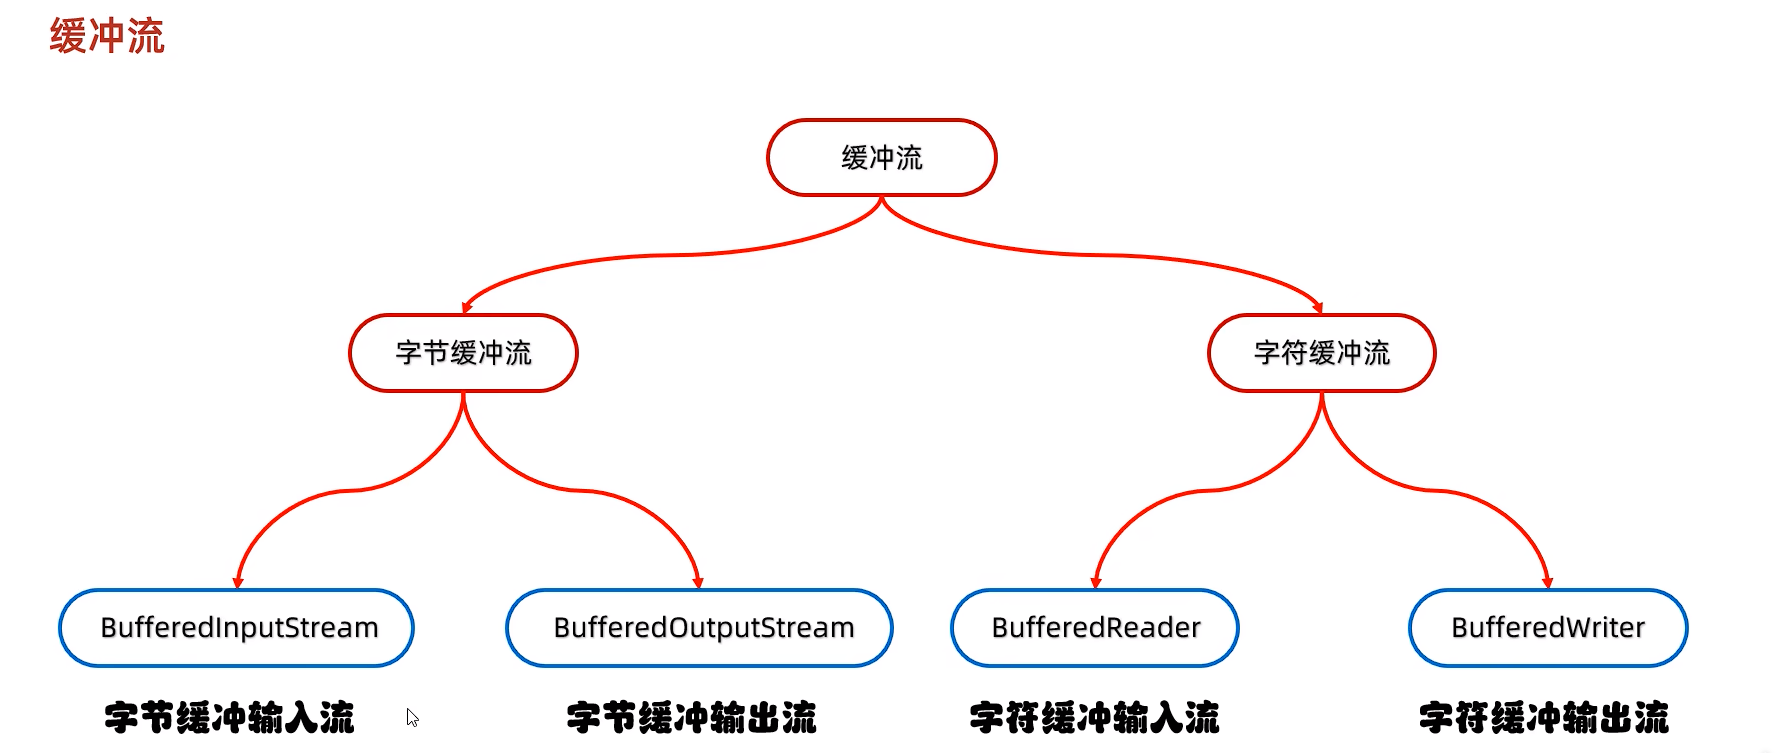 缓冲流
缓冲流
字节缓冲流
字符缓冲流
BufferedInputStream
BufferedOutputStream
BufferedReader
BufferedWriter
字节缓冲输入流
字节缓冲输出流
字符缓冲输入流
字符缓冲输出流